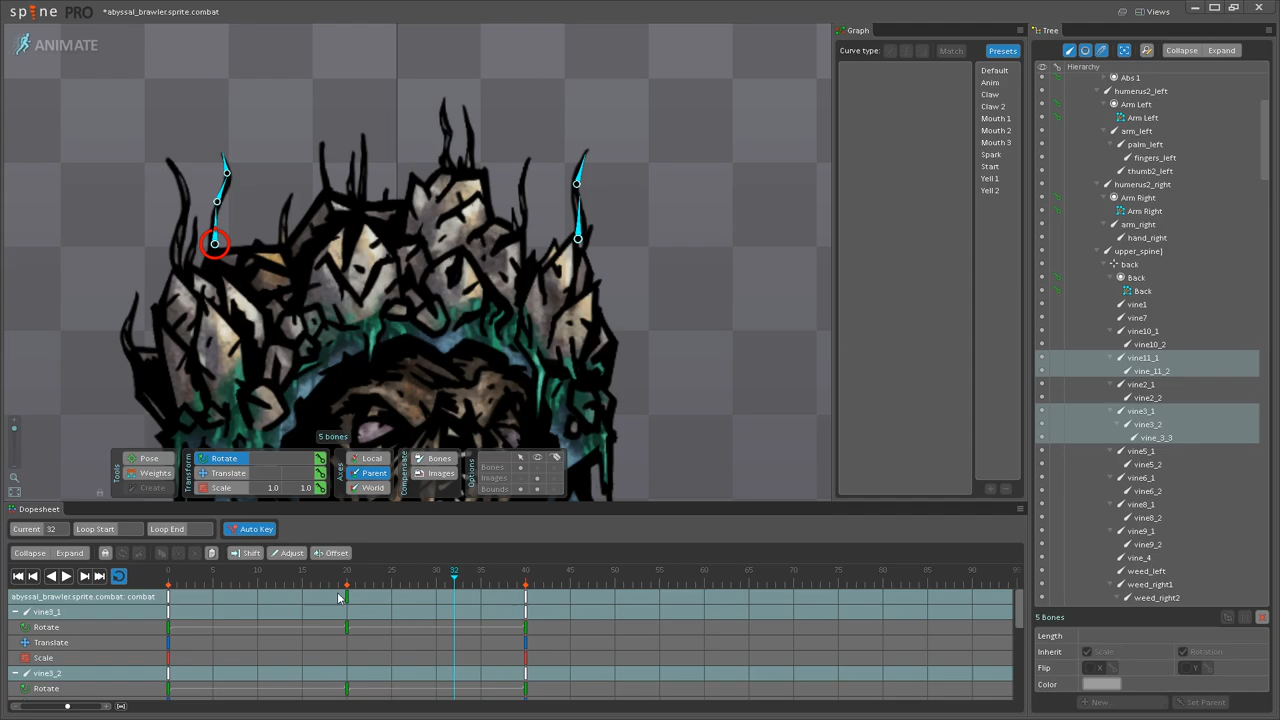 spine PRO *abyssal_brawler.sprite.combat Views
ANIMATE
Graph
Curve type: Match Presets
Default
Anim
Claw
Claw 2
Mouth 1
Mouth 2
Mouth 3
Spark
Start
Yell 1
Yell 2
Tree
Collapse Expand
Hierarchy
Abs 1
humerus2_left
Arm Left
Arm Left
arm_left
palm_left
fingers_left
thumb2_left
humerus2_right
Arm Right
Arm Right
arm_right
hand_right
upper_spine]
back
Back
Back
vine1
vine7
vine10_1
vine10_2
vine11_1
vine_11_2
vine2_1
vine2_2
vine3_1
vine3_2
vine_3_3
vine5_1
vine5_2
vine6_1
vine6_2
vine8_1
vine8_2
vine9_1
vine9_2
vine_4
weed_left
weed_right1
weed_right2
5 Bones
Length
Inherit Scale Rotation
Flip X Y
Color
New... Set Parent
5 bones
Tools
Pose
Weights
Create
Transform
Rotate
Translate
Scale 1.0 1.0
Axes
Local
Parent
World
Compensate
Bones
Images
Options
Bones
Images
Bounds
Dopesheet
Current 32 Loop Start Loop End Auto Key
Collapse Expand Shift Adjust Offset
0 5 10 15 20 25 30 32 35 40 45 50 55 60 65 70 75 80 85 90 95
abyssal_brawler.sprite.combat: combat
vine3_1
Rotate
Translate
Scale
vine3_2
Rotate